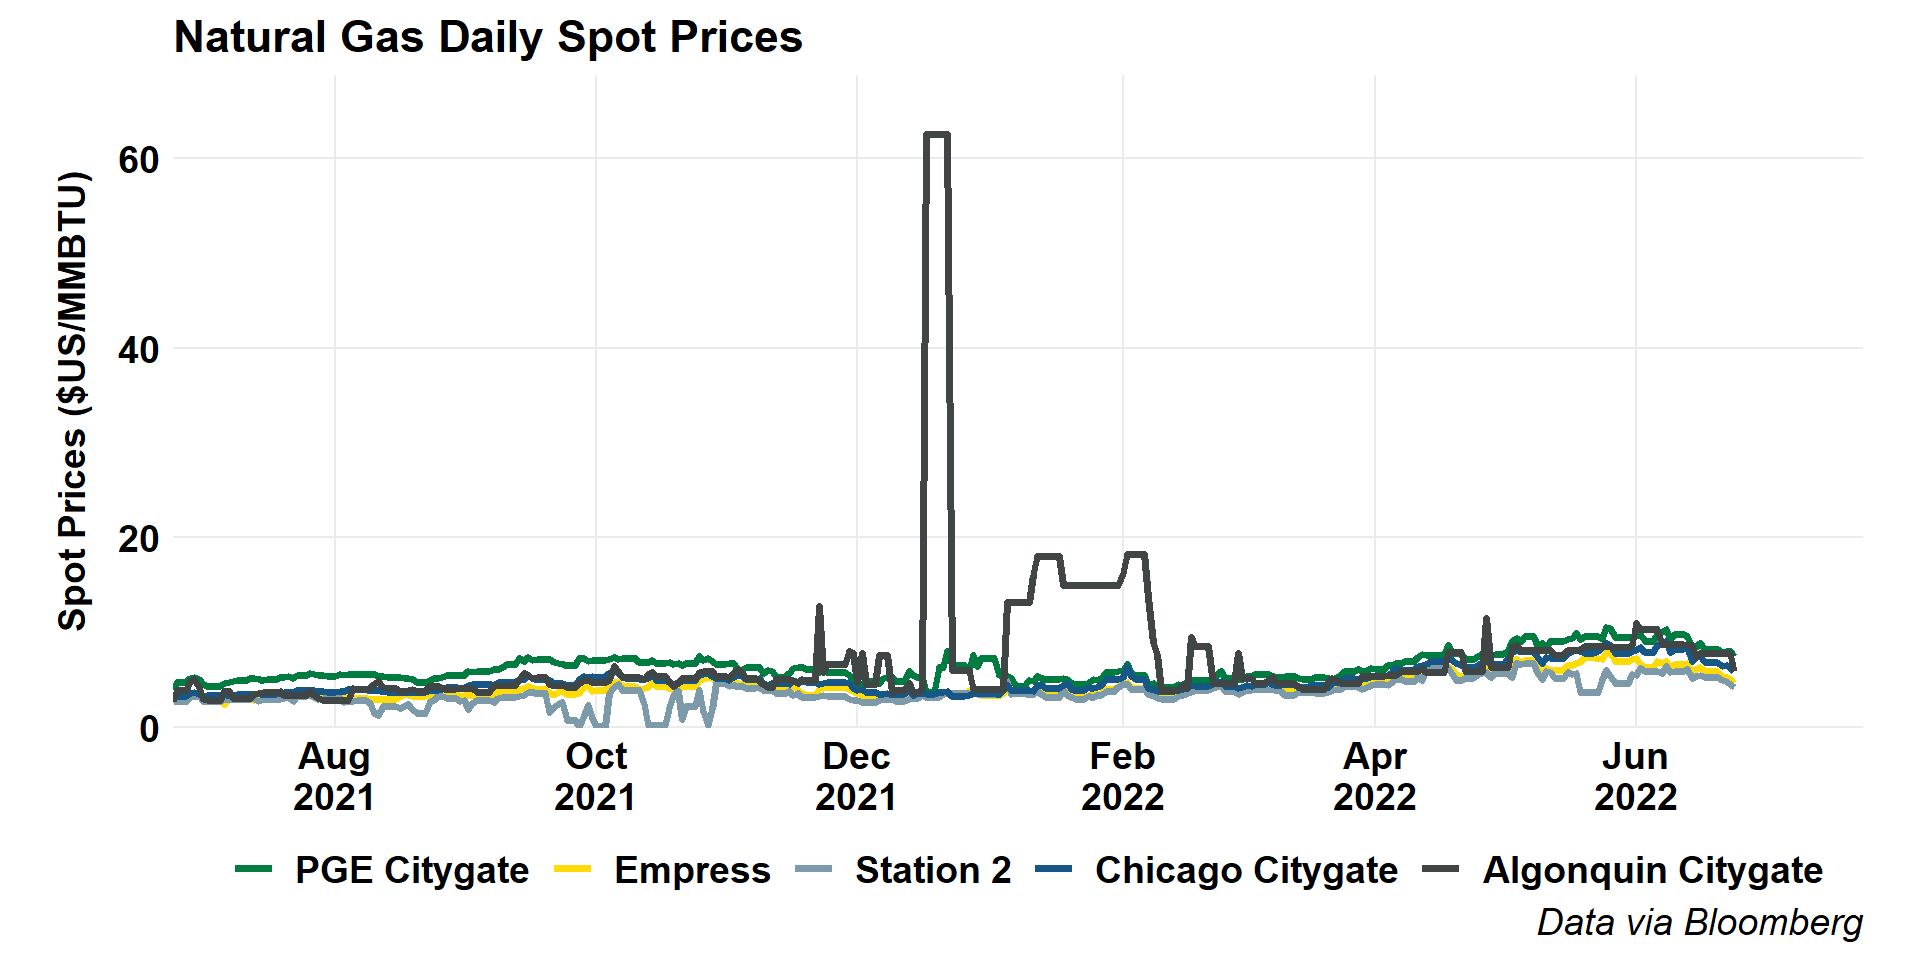 Natural Gas Daily Spot Prices
Spot Prices ($US/MMBTU)
60
40
20
0
Aug
2021
Oct
2021
Dec
2021
Feb
2022
Apr
2022
Jun
2022
PGE Citygate
Empress
Station 2
Chicago Citygate
Algonquin Citygate
Data via Bloomberg